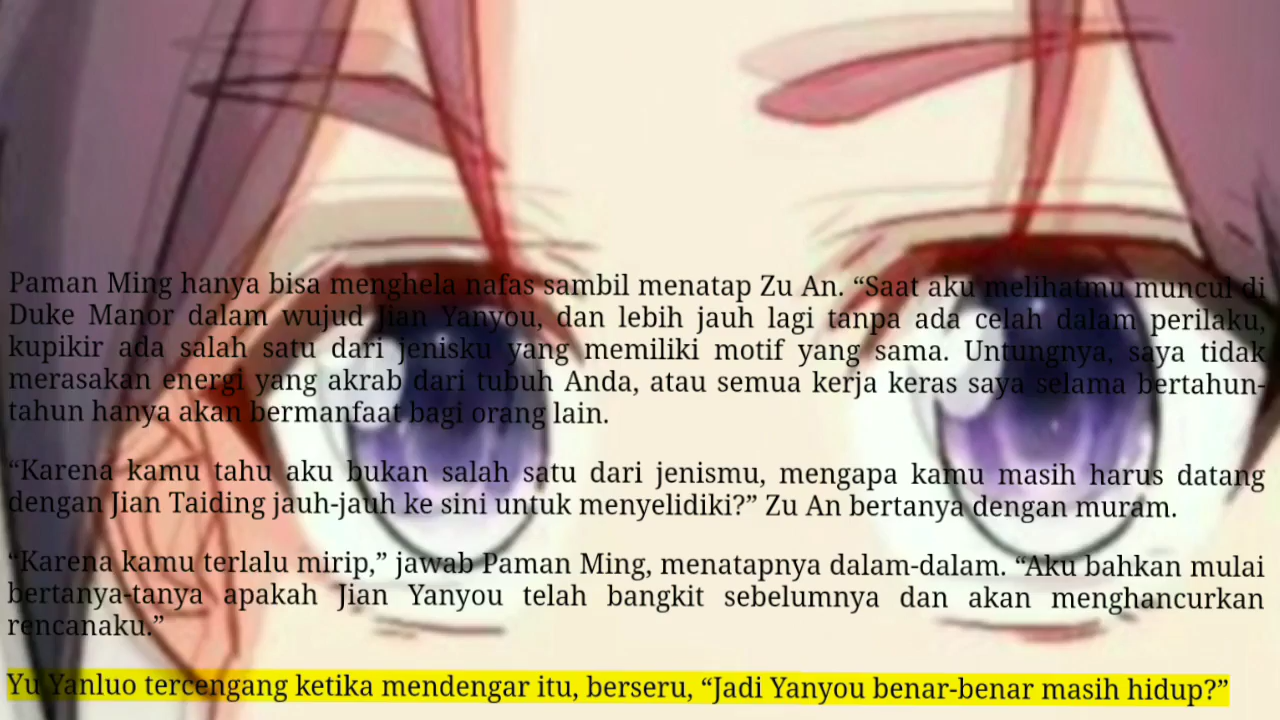 Paman Ming hanya bisa menghela nafas sambil menatap Zu An. “Saat aku melihatmu muncul di
Duke Manor dalam wujud Jian Yanyou, dan lebih jauh lagi tanpa ada celah dalam perilaku,
kupikir ada salah satu dari jenisku yang memiliki motif yang sama. Untungnya, saya tidak
merasakan energi yang akrab dari tubuh Anda, atau semua kerja keras saya selama bertahun-
tahun hanya akan bermanfaat bagi orang lain.
“Karena kamu tahu aku bukan salah satu dari jenismu, mengapa kamu masih harus datang
dengan Jian Taiding jauh-jauh ke sini untuk menyelidiki?” Zu An bertanya dengan muram.
“Karena kamu terlalu mirip,” jawab Paman Ming, menatapnya dalam-dalam. “Aku bahkan mulai
bertanya-tanya apakah Jian Yanyou telah bangkit sebelumnya dan akan menghancurkan
rencanaku.”
Yu Yanluo tercengang ketika mendengar itu, berseru, “Jadi Yanyou benar-benar masih hidup?”